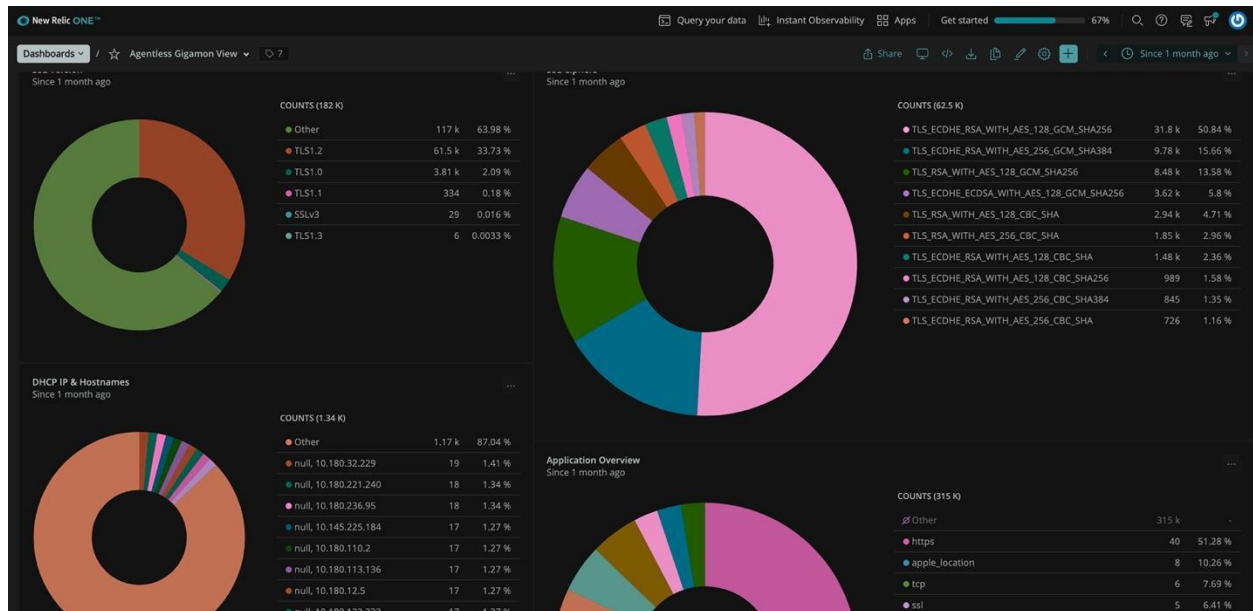 New Relic ONE™
Query your data
Instant Observability
Apps
Get started
67%
Dashboards
/
Agentless Gigamon View
7
Share
Since 1 month ago
Since 1 month ago
COUNTS (182 K)
Other 117 k 63.98 %
TLS1.2 61.5 k 33.73 %
TLS1.0 3.81 k 2.09 %
TLS1.1 334 0.18 %
SSLv3 29 0.016 %
TLS1.3 6 0.0033 %
Since 1 month ago
COUNTS (62.5 K)
TLS_ECDHE_RSA_WITH_AES_128_GCM_SHA256 31.8 k 50.84 %
TLS_ECDHE_RSA_WITH_AES_256_GCM_SHA384 9.78 k 15.66 %
TLS_RSA_WITH_AES_128_GCM_SHA256 8.48 k 13.58 %
TLS_ECDHE_ECDSA_WITH_AES_128_GCM_SHA256 3.62 k 5.8 %
TLS_RSA_WITH_AES_128_CBC_SHA 2.94 k 4.71 %
TLS_RSA_WITH_AES_256_CBC_SHA 1.85 k 2.96 %
TLS_ECDHE_RSA_WITH_AES_128_CBC_SHA 1.48 k 2.36 %
TLS_ECDHE_RSA_WITH_AES_128_CBC_SHA256 989 1.58 %
TLS_ECDHE_RSA_WITH_AES_256_CBC_SHA384 845 1.35 %
TLS_ECDHE_RSA_WITH_AES_256_CBC_SHA 726 1.16 %
DHCP IP & Hostnames
Since 1 month ago
COUNTS (1.34 K)
Other 1.17 k 87.04 %
null, 10.180.32.229 19 1.41 %
null, 10.180.221.240 18 1.34 %
null, 10.180.236.95 18 1.34 %
null, 10.145.225.184 17 1.27 %
null, 10.180.110.2 17 1.27 %
null, 10.180.113.136 17 1.27 %
null, 10.180.12.5 17 1.27 %
Application Overview
Since 1 month ago
COUNTS (315 K)
Other 315 k -
https 40 51.28 %
apple_location 8 10.26 %
tcp 6 7.69 %
ssl 5 6.41 %